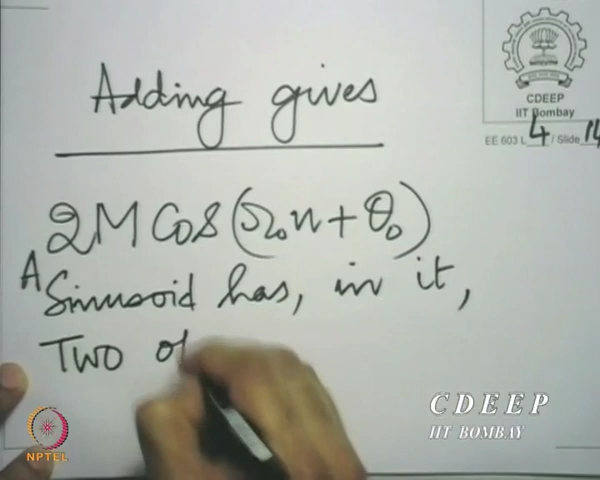 Adding gives
2M Cos(Ω₀n + θ₀)
A Sinusoid has, in it,
Two of
CDEEP
IIT Bombay
EE 603 L 4 / Slide 14
CDEEP
IIT BOMBAY
NPTEL